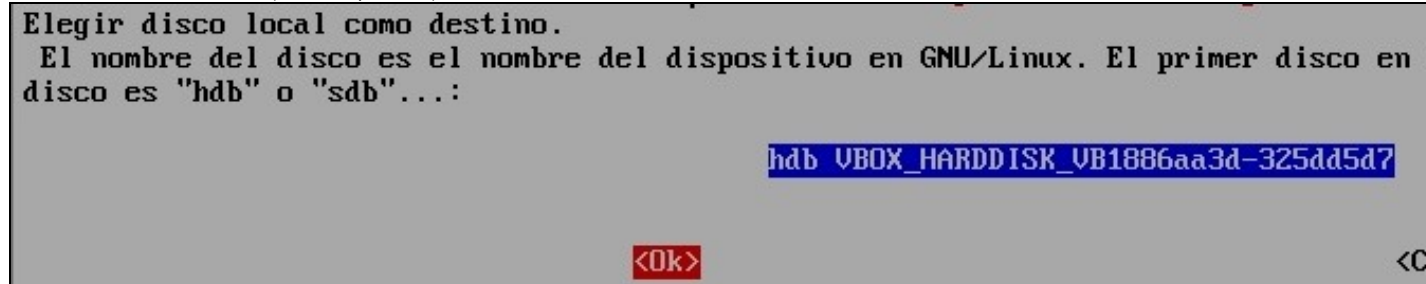 Elegir disco local como destino.
El nombre del disco es el nombre del dispositivo en GNU/Linux. El primer disco en
disco es "hdb" o "sdb"...:
hdb VBOX_HARDDISK_VB1886aa3d-325dd5d7
<Ok>